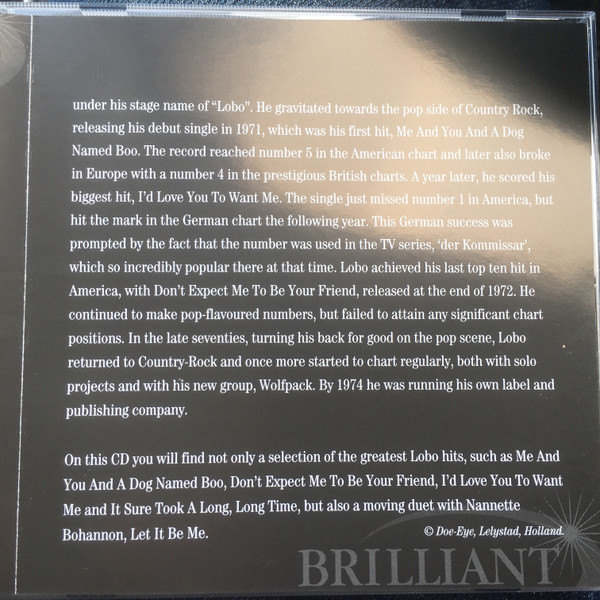 under his stage name of “Lobo”. He gravitated towards the pop side of Country Rock,
releasing his debut single in 1971, which was his first hit, Me And You And A Dog
Named Boo. The record reached number 5 in the American chart and later also broke
in Europe with a number 4 in the prestigious British charts. A year later, he scored his
biggest hit, I’d Love You To Want Me. The single just missed number 1 in America, but
hit the mark in the German chart the following year. This German success was
prompted by the fact that the number was used in the TV series, ‘der Kommissar’,
which so incredibly popular there at that time. Lobo achieved his last top ten hit in
America, with Don’t Expect Me To Be Your Friend, released at the end of 1972. He
continued to make pop-flavoured numbers, but failed to attain any significant chart
positions. In the late seventies, turning his back for good on the pop scene, Lobo
returned to Country-Rock and once more started to chart regularly, both with solo
projects and with his new group, Wolfpack. By 1974 he was running his own label and
publishing company.
On this CD you will find not only a selection of the greatest Lobo hits, such as Me And
You And A Dog Named Boo, Don’t Expect Me To Be Your Friend, I’d Love You To Want
Me and It Sure Took A Long, Long Time, but also a moving duet with Nannette
Bohannon, Let It Be Me.
© Doe-Eye, Lelystad, Holland.
BRILLIANT